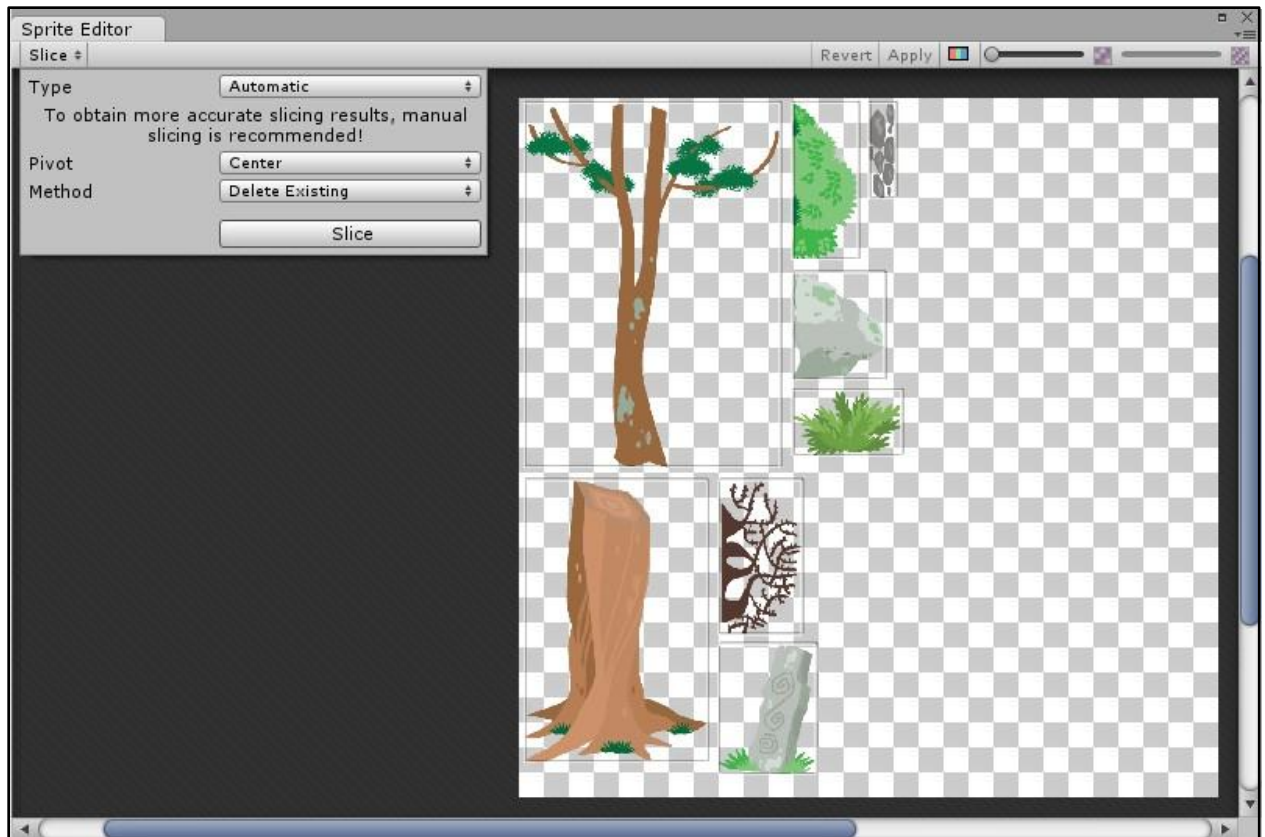 Sprite Editor
Slice
Revert Apply
Type Automatic
To obtain more accurate slicing results, manual
slicing is recommended!
Pivot Center
Method Delete Existing
Slice